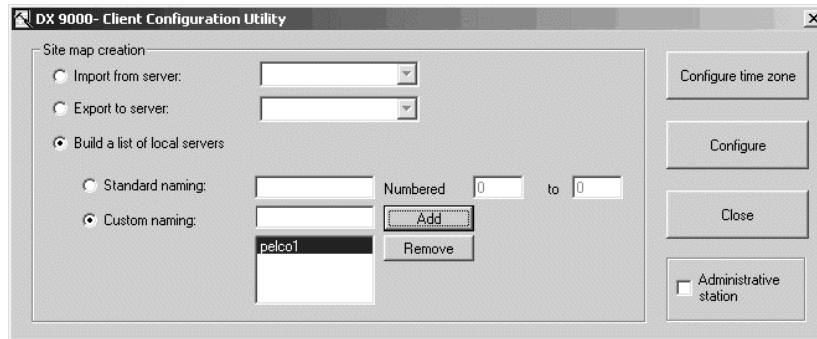 DX 9000- Client Configuration Utility
Site map creation
Import from server:
Export to server:
Build a list of local servers
Standard naming:
Numbered 0 to 0
Custom naming:
Add
pelco1
Remove
Configure time zone
Configure
Close
Administrative
station